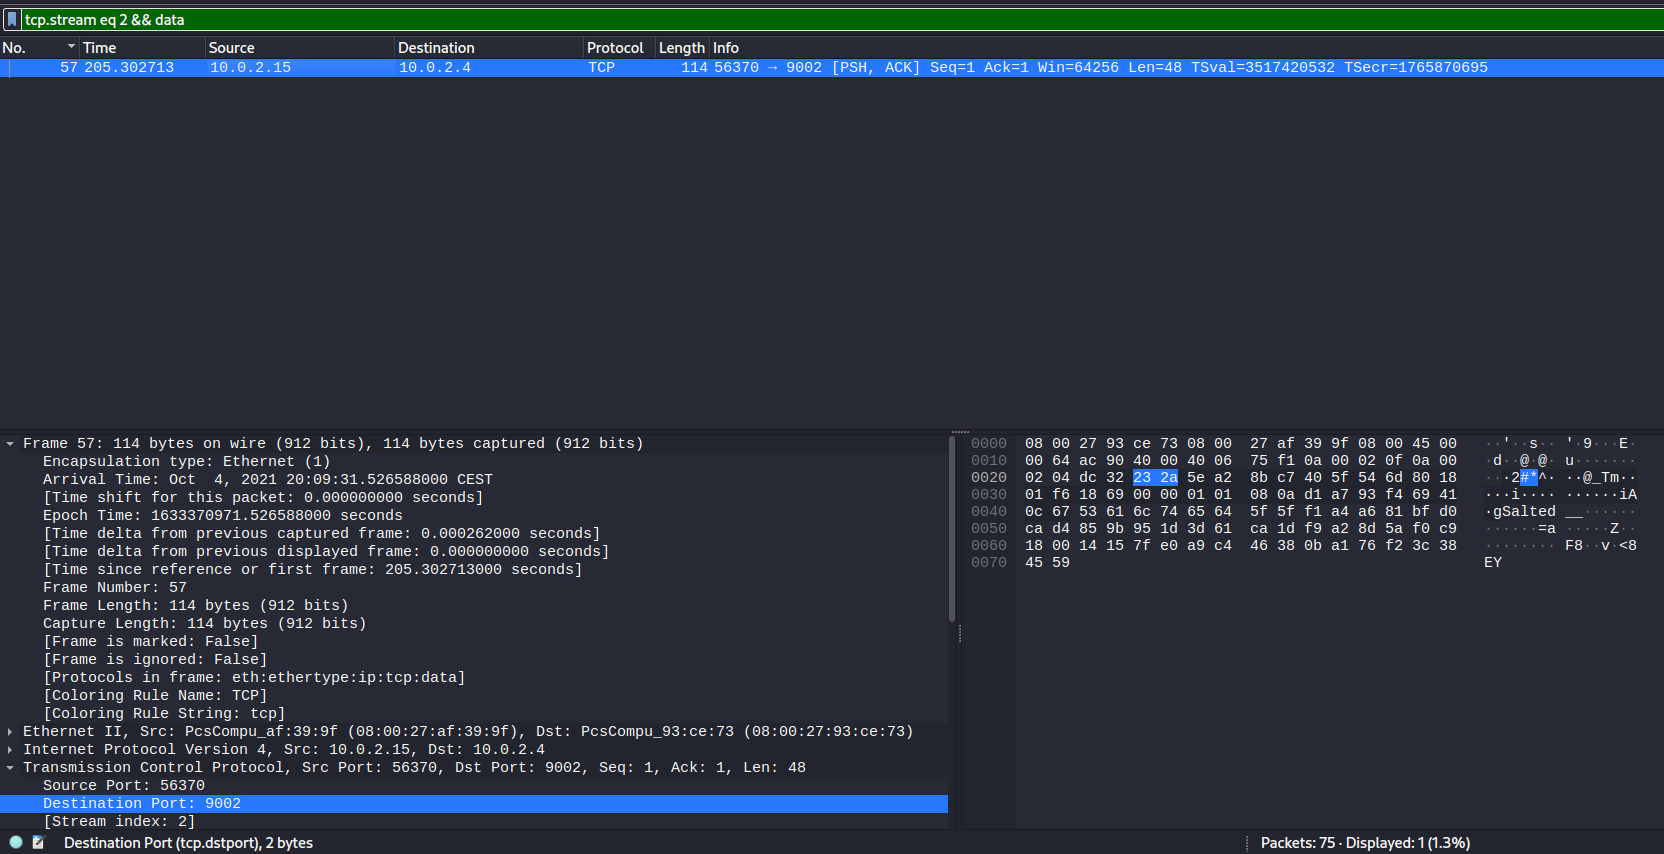 tcp.stream eq 2 && data
No. Time Source Destination Protocol Length Info
57 205.302713 10.0.2.15 10.0.2.4 TCP 114 56370 → 9002 [PSH, ACK] Seq=1 Ack=1 Win=64256 Len=48 TSval=3517420532 TSecr=1765870695
Frame 57: 114 bytes on wire (912 bits), 114 bytes captured (912 bits)
Encapsulation type: Ethernet (1)
Arrival Time: Oct  4, 2021 20:09:31.526588000 CEST
[Time shift for this packet: 0.000000000 seconds]
Epoch Time: 1633370971.526588000 seconds
[Time delta from previous captured frame: 0.000262000 seconds]
[Time delta from previous displayed frame: 0.000000000 seconds]
[Time since reference or first frame: 205.302713000 seconds]
Frame Number: 57
Frame Length: 114 bytes (912 bits)
Capture Length: 114 bytes (912 bits)
[Frame is marked: False]
[Frame is ignored: False]
[Protocols in frame: eth:ethertype:ip:tcp:data]
[Coloring Rule Name: TCP]
[Coloring Rule String: tcp]
Ethernet II, Src: PcsCompu_af:39:9f (08:00:27:af:39:9f), Dst: PcsCompu_93:ce:73 (08:00:27:93:ce:73)
Internet Protocol Version 4, Src: 10.0.2.15, Dst: 10.0.2.4
Transmission Control Protocol, Src Port: 56370, Dst Port: 9002, Seq: 1, Ack: 1, Len: 48
Source Port: 56370
Destination Port: 9002
[Stream index: 2]
0000 08 00 27 93 ce 73 08 00 27 af 39 9f 08 00 45 00 ··'··s·· '·9···E·
0010 00 64 ac 90 40 00 40 06 75 f1 0a 00 02 0f 0a 00 ·d··@·@· u·······
0020 02 04 dc 32 23 2a 5e a2 8b c7 40 5f 54 6d 80 18 ···2#*^· ··@_Tm··
0030 01 f6 18 69 00 00 01 01 08 0a d1 a7 93 f4 69 41 ···i···· ······iA
0040 0c 67 53 61 6c 74 65 64 5f 5f f1 a4 a6 81 bf d0 ·gSalted __······
0050 ca d4 85 9b 95 1d 3d 61 ca 1d f9 a2 8d 5a f0 c9 ······=a ·····Z··
0060 18 00 14 15 7f e0 a9 c4 46 38 0b a1 76 f2 3c 38 ········ F8··v·<8
0070 45 59 EY
Destination Port (tcp.dstport), 2 bytes
Packets: 75 · Displayed: 1 (1.3%)